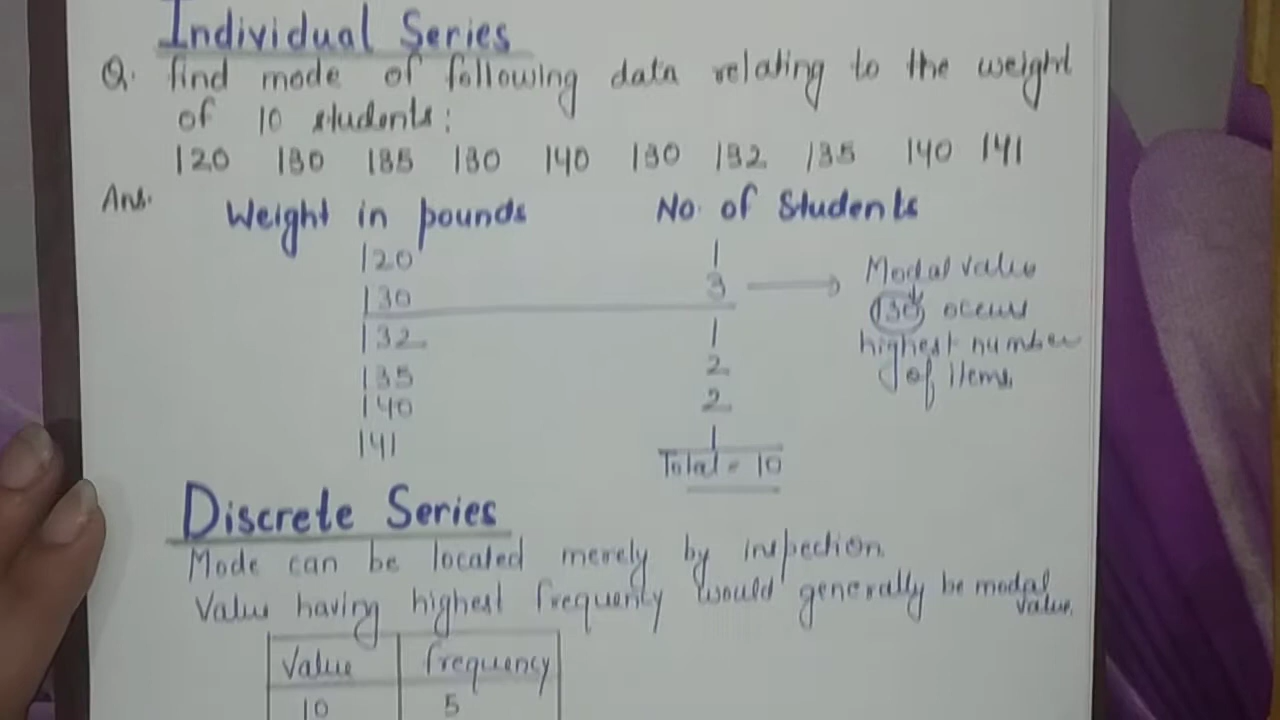 Individual Series
Q. find mode of following data relating to the weight
of 10 students:
120 130 135 130 140 130 132 135 140 141
Ans. Weight in pounds No. of Students
120 1
130 3 Modal value
130 occurs
132 1 highest number
135 2 of items.
140 2
141 1
Total = 10
Discrete Series
Mode can be located merely by inspection.
Value having highest frequency would generally be modal value.
Value frequency
10 5